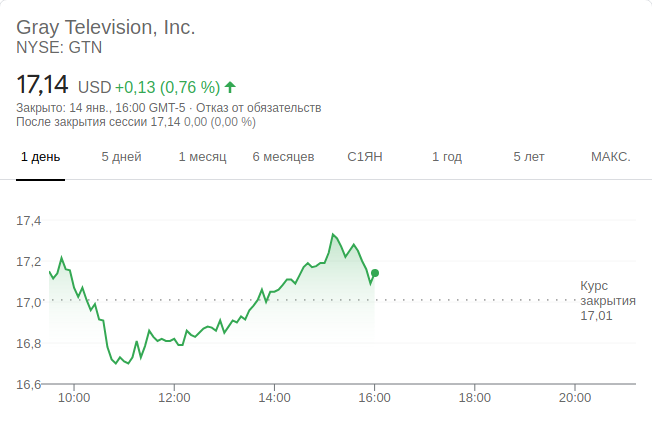 Gray Television, Inc.
NYSE: GTN
17,14 USD +0,13 (0,76 %)
Закрыто: 14 янв., 16:00 GMT-5 · Отказ от обязательств
После закрытия сессии 17,14 0,00 (0,00 %)
1 день 5 дней 1 месяц 6 месяцев С1ЯН 1 год 5 лет МАКС.
17,4
17,2
17,0
16,8
16,6
Курс
закрытия
17,01
10:00 12:00 14:00 16:00 18:00 20:00